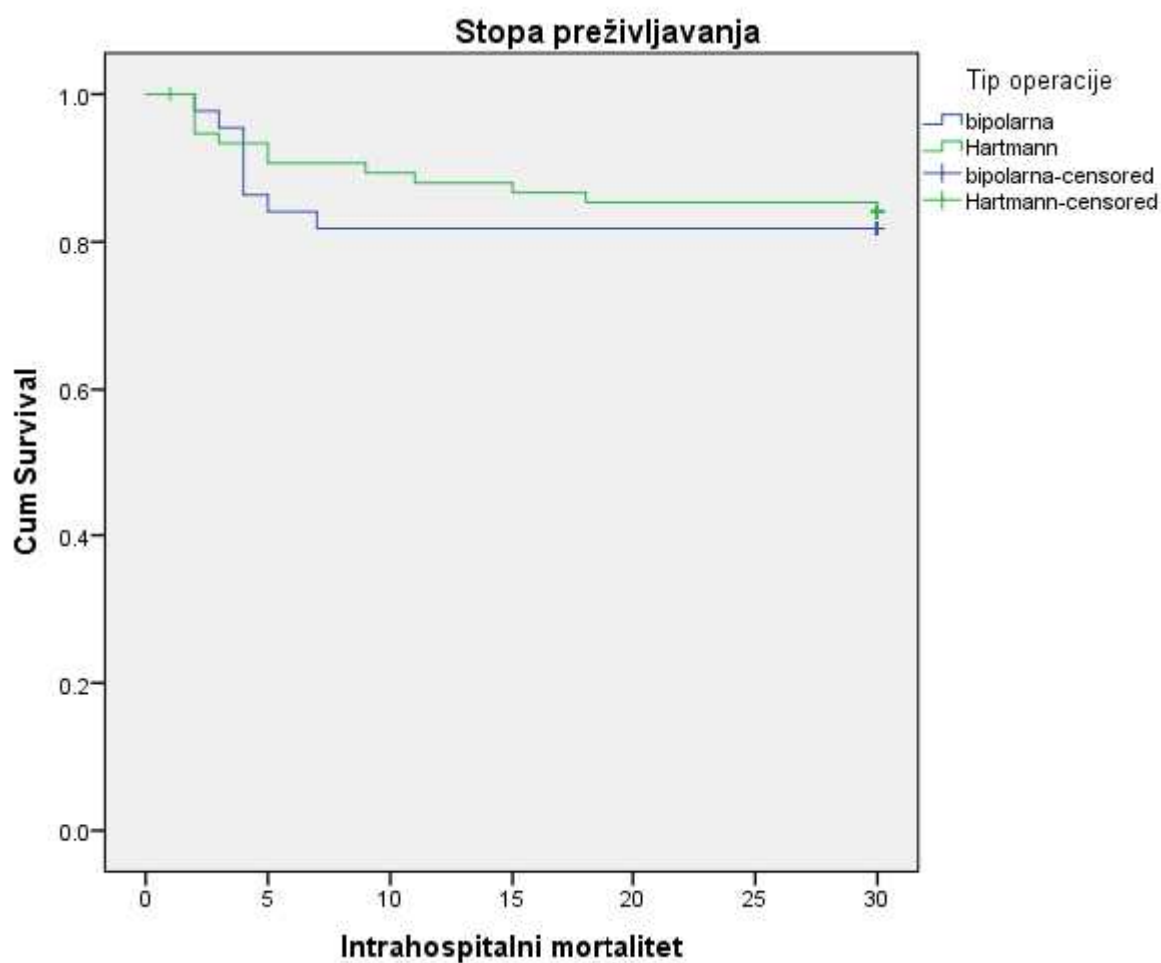 Stopa preživljavanja
Tip operacije
bipolarna
Hartmann
bipolarna-censored
Hartmann-censored
Cum Survival
1.0
0.8
0.6
0.4
0.2
0.0
0 5 10 15 20 25 30
Intrahospitalni mortalitet